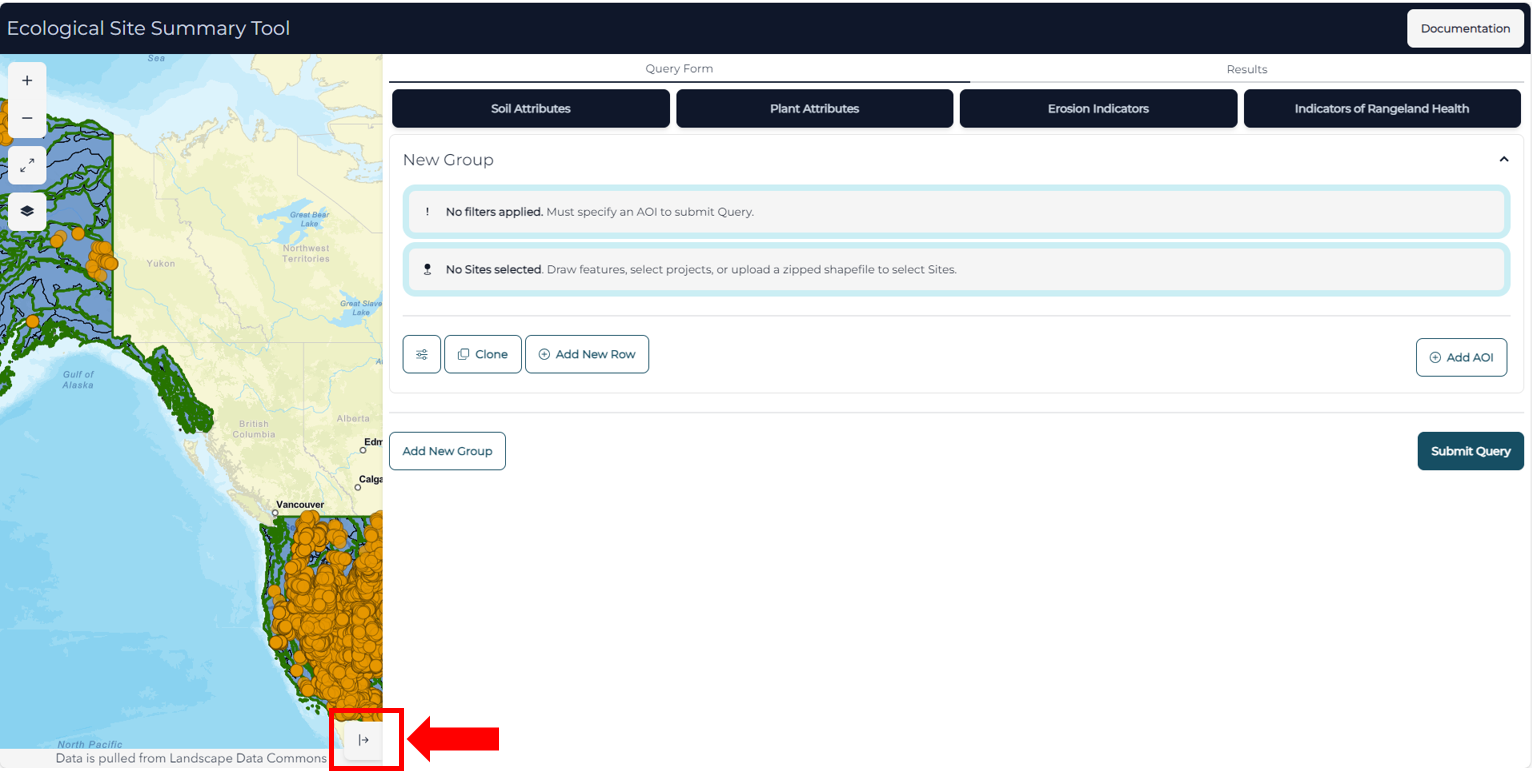 Ecological Site Summary Tool
Documentation
Query Form
Results
Soil Attributes
Plant Attributes
Erosion Indicators
Indicators of Rangeland Health
New Group
! No filters applied. Must specify an AOI to submit Query.
No Sites selected. Draw features, select projects, or upload a zipped shapefile to select Sites.
Clone
Add New Row
Add AOI
Add New Group
Submit Query
Sea
Great Bear
Lake
Northwest
Territories
Yukon
Great Slave
Lake
Gulf of
Alaska
British
Columbia
Alberta
Edm
Calga
Vancouver
North Pacific
Data is pulled from Landscape Data Commons